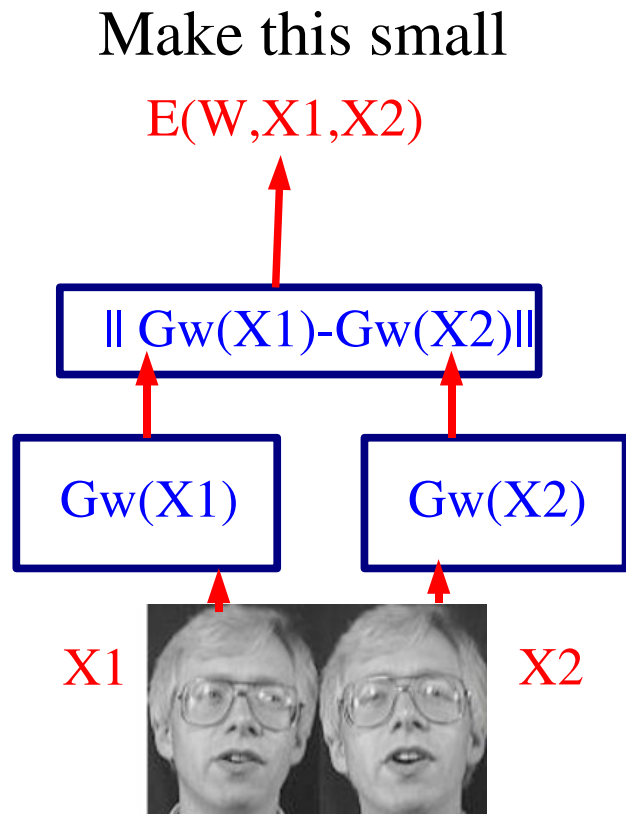 Make this small
E(W,X1,X2)
|| Gw(X1)-Gw(X2)||
Gw(X1)
Gw(X2)
X1
X2